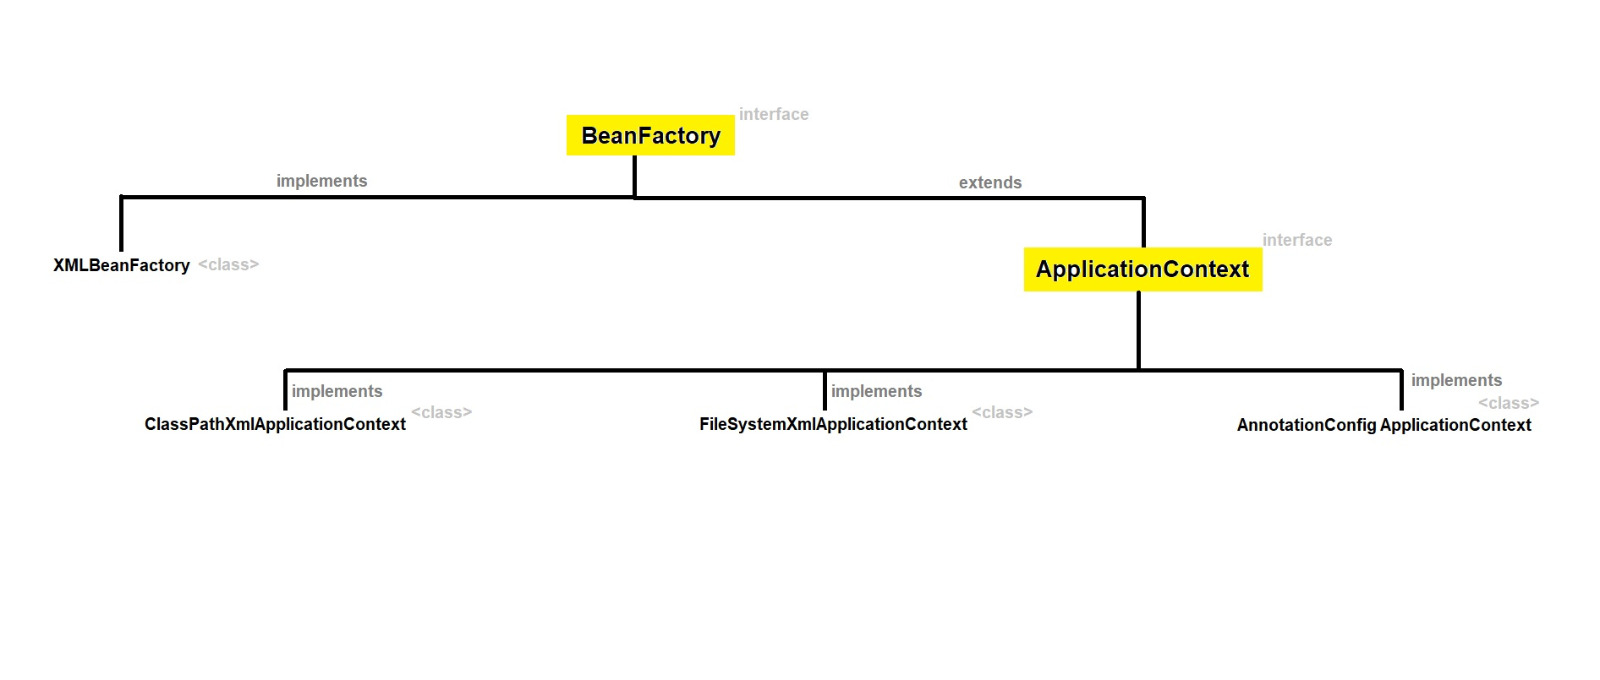 interface
BeanFactory
implements
extends
interface
XMLBeanFactory <class>
ApplicationContext
implements
implements
implements
<class>
<class>
<class>
ClassPathXmlApplicationContext
FileSystemXmlApplicationContext
AnnotationConfig ApplicationContext